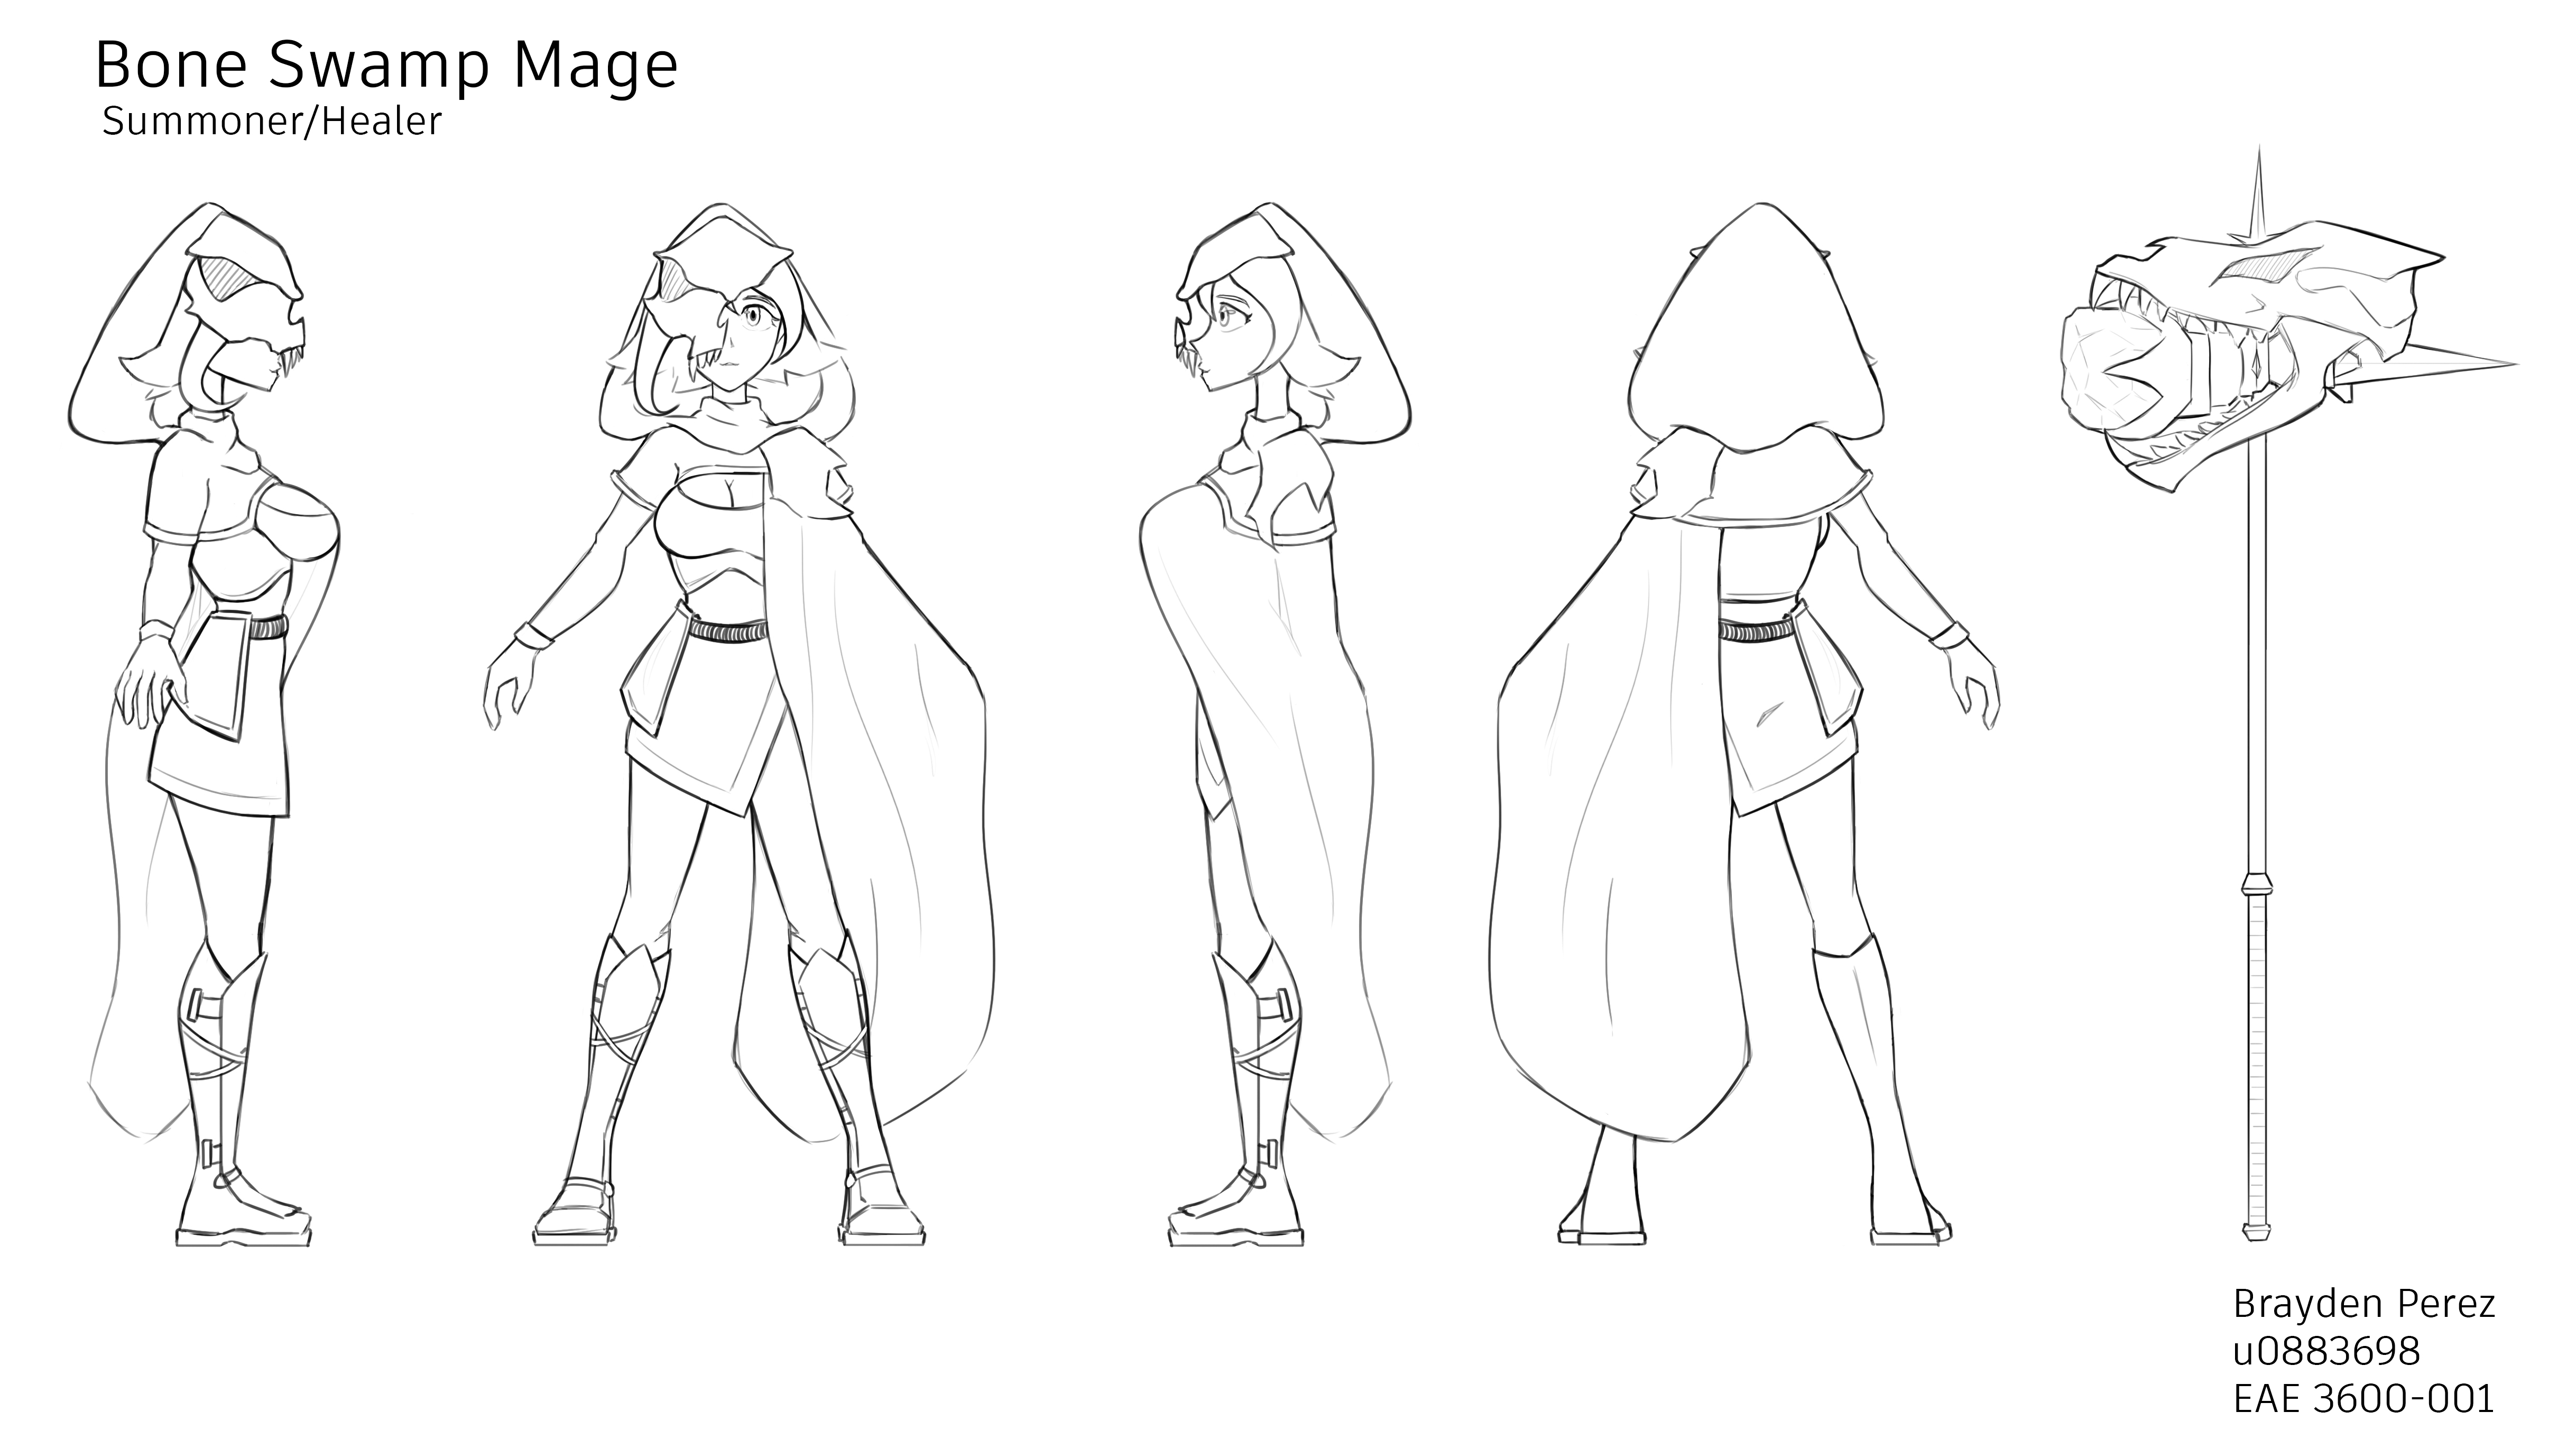 Bone Swamp Mage
Summoner/Healer
Brayden Perez
u0883698
EAE 3600-001